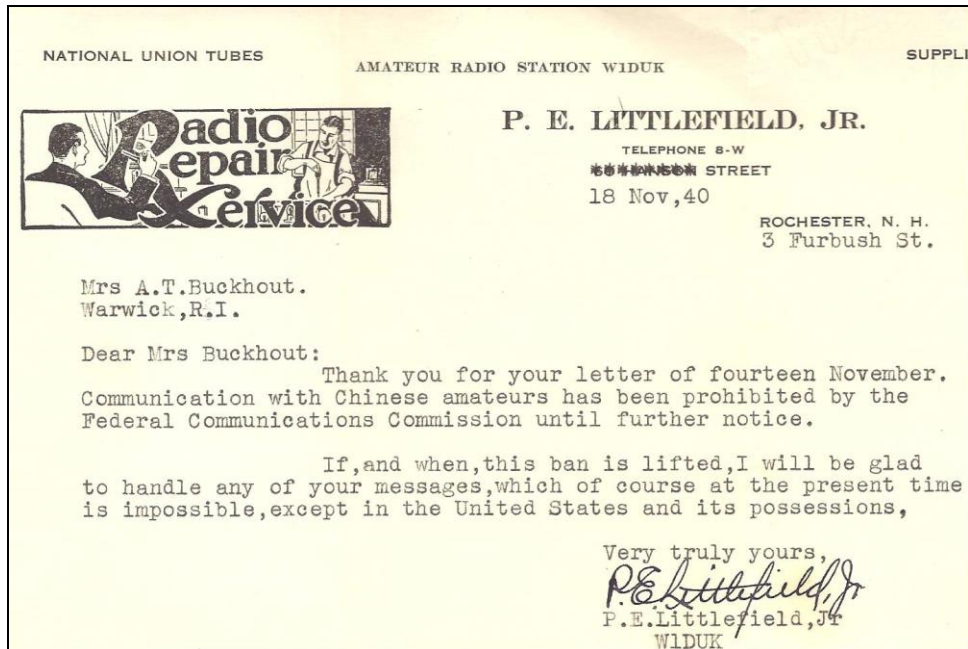 NATIONAL UNION TUBES
AMATEUR RADIO STATION W1DUK
SUPPLI
Radio
Repair
Service
P. E. LITTLEFIELD, JR.
TELEPHONE 8-W
STREET
18 Nov,40
ROCHESTER, N. H.
3 Furbush St.
Mrs A.T.Buckhout.
Warwick,R.I.
Dear Mrs Buckhout:
Thank you for your letter of fourteen November.
Communication with Chinese amateurs has been prohibited by the
Federal Communications Commission until further notice.
If,and when,this ban is lifted,I will be glad
to handle any of your messages,which of course at the present time
is impossible,except in the United States and its possessions,
Very truly yours,
P.E.Littlefield,Jr
P.E.Littlefield,Jr
W1DUK